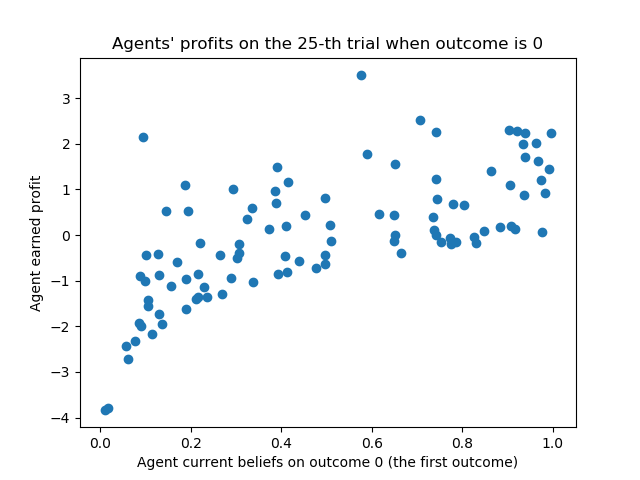 Agents' profits on the 25-th trial when outcome is 0
3
2
1
0
−1
−2
−3
−4
Agent earned profit
0.0 0.2 0.4 0.6 0.8 1.0
Agent current beliefs on outcome 0 (the first outcome)